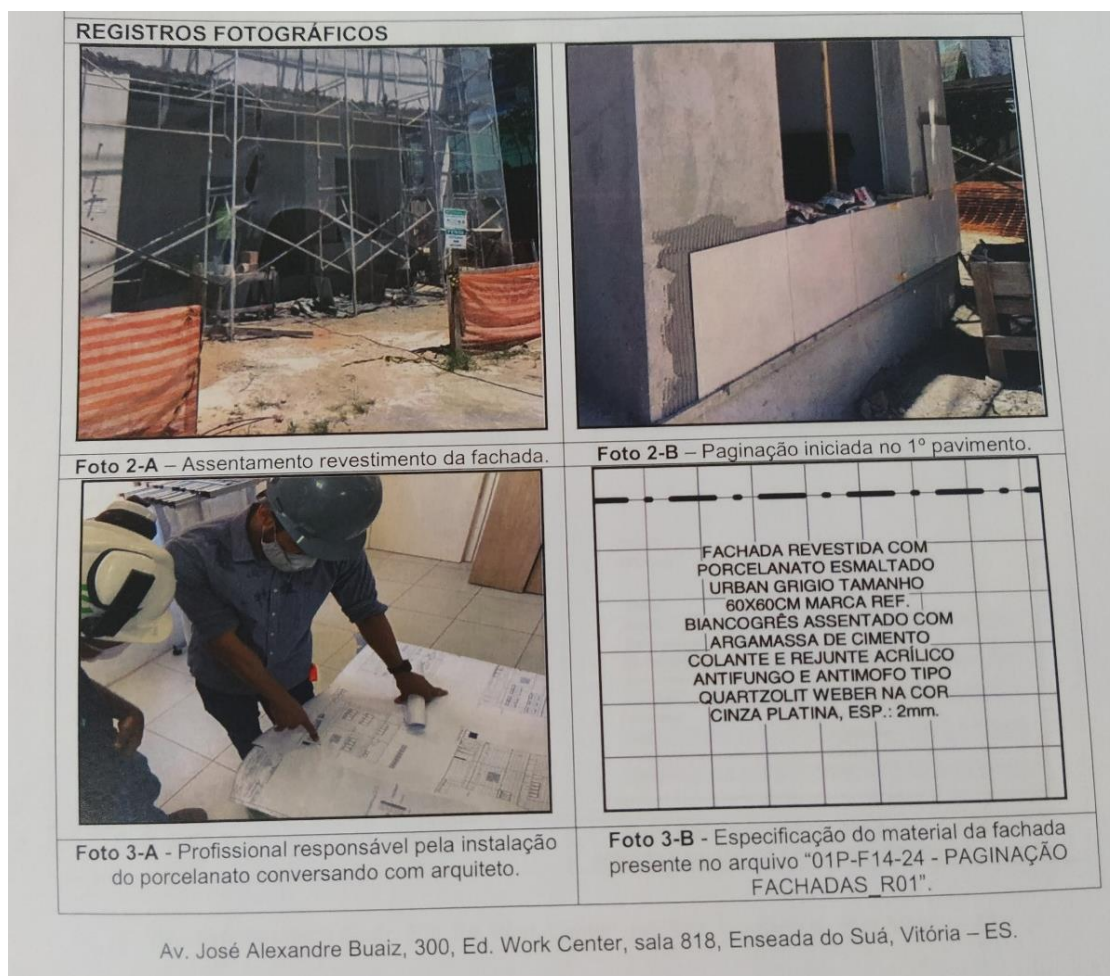 REGISTROS FOTOGRÁFICOS
Foto 2-A – Assentamento revestimento da fachada.
Foto 2-B – Paginação iniciada no 1º pavimento.
FACHADA REVESTIDA COM
PORCELANATO ESMALTADO
URBAN GRIGIO TAMANHO
60X60CM MARCA REF.
BIANCOGRÊS ASSENTADO COM
ARGAMASSA DE CIMENTO
COLANTE E REJUNTE ACRÍLICO
ANTIFUNGO E ANTIMOFO TIPO
QUARTZOLIT WEBER NA COR
CINZA PLATINA, ESP.: 2mm.
Foto 3-A - Profissional responsável pela instalação
do porcelanato conversando com arquiteto.
Foto 3-B - Especificação do material da fachada
presente no arquivo “01P-F14-24 - PAGINAÇÃO
FACHADAS_R01”.
Av. José Alexandre Buaiz, 300, Ed. Work Center, sala 818, Enseada do Suá, Vitória – ES.